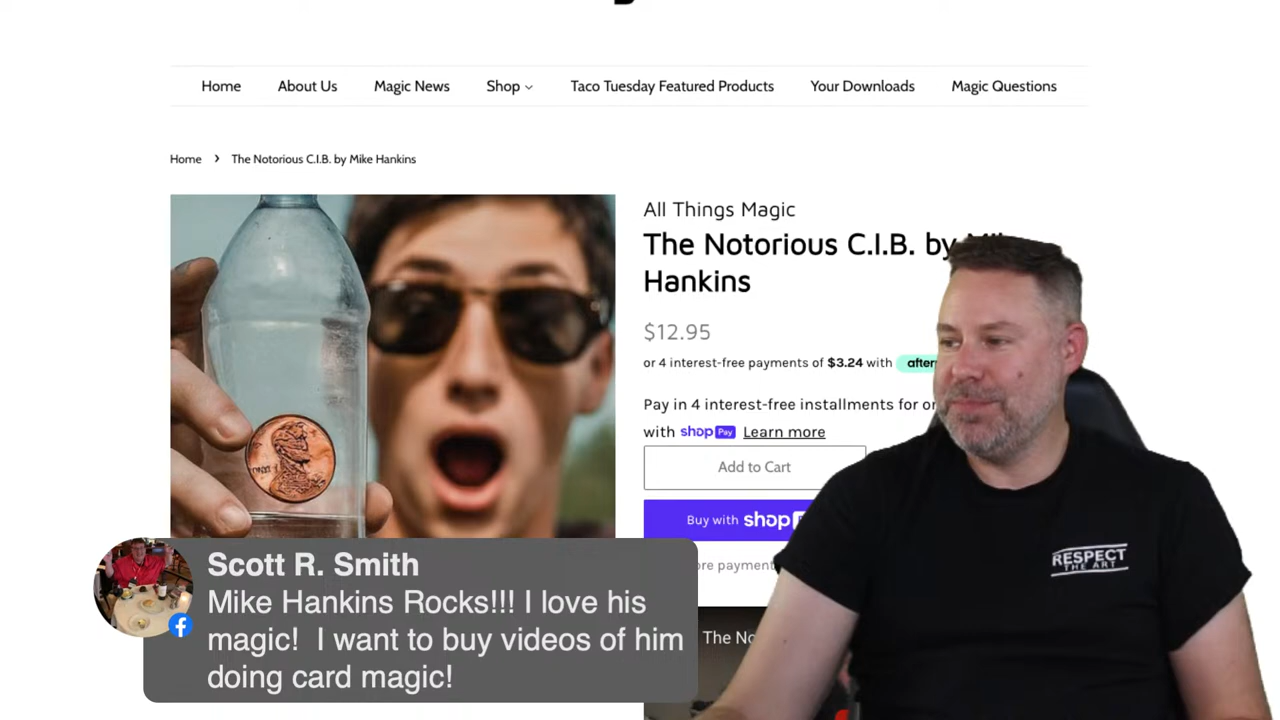 Home About Us Magic News Shop Taco Tuesday Featured Products Your Downloads Magic Questions
Home › The Notorious C.I.B. by Mike Hankins
All Things Magic
The Notorious C.I.B. by
Hankins
$12.95
or 4 interest-free payments of $3.24 with
Pay in 4 interest-free installments for
with shop Pay Learn more
Add to Cart
Buy with shop
payment
The
Scott R. Smith
Mike Hankins Rocks!!! I love his
magic! I want to buy videos of him
doing card magic!
RESPECT
THE ART